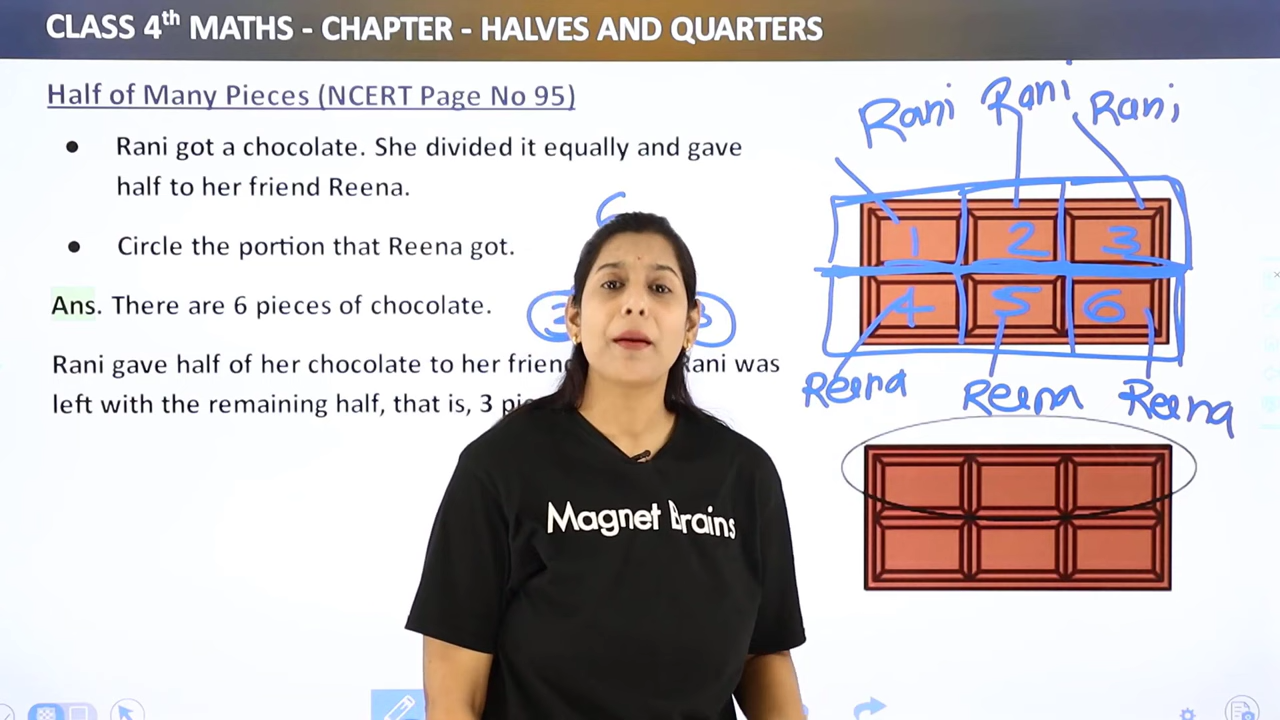 CLASS 4th MATHS - CHAPTER - HALVES AND QUARTERS
Half of Many Pieces (NCERT Page No 95)
Rani Rani Rani
• Rani got a chocolate. She divided it equally and gave
half to her friend Reena.
• Circle the portion that Reena got.
1 2 3
Ans. There are 6 pieces of chocolate.
4 5 6
Rani gave half of her chocolate to her Rani was
left with the remaining half, that is, 3
Reena Reena Reena
Magnet Brains